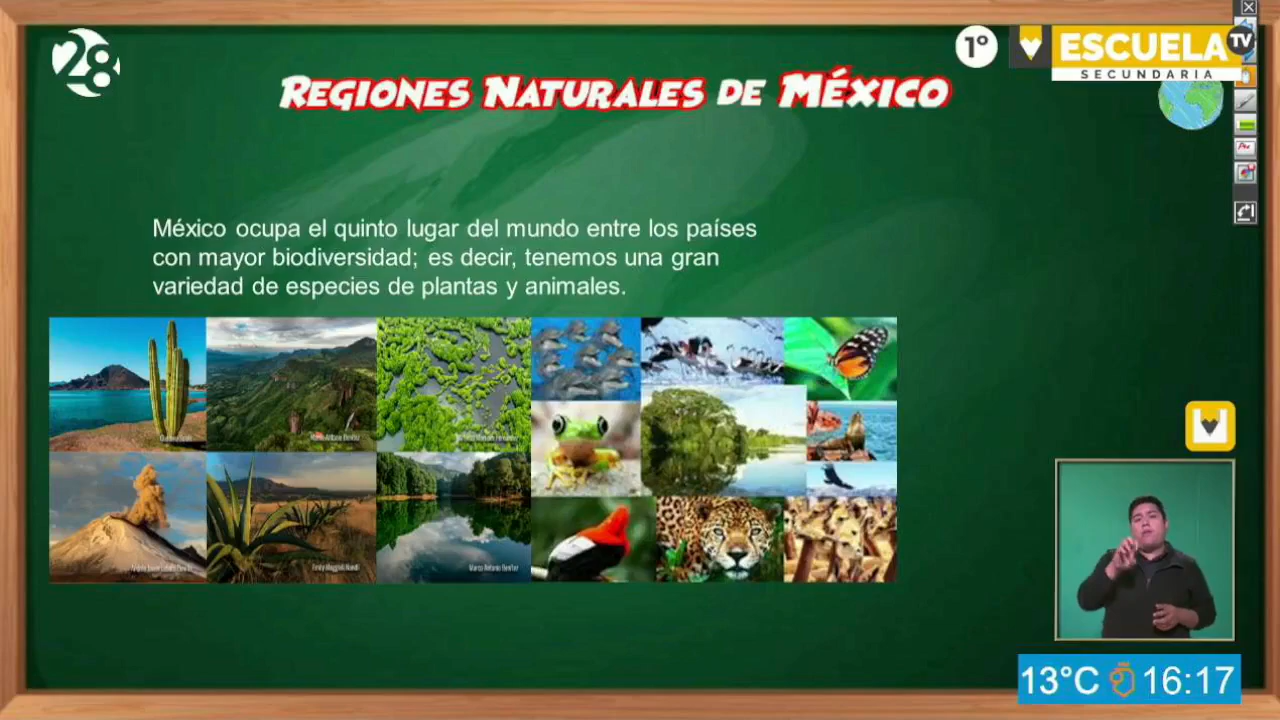 28
1º
ESCUELA TV
SECUNDARIA
REGIONES NATURALES DE MÉXICO
México ocupa el quinto lugar del mundo entre los países
con mayor biodiversidad; es decir, tenemos una gran
variedad de especies de plantas y animales.
13°C 16:17